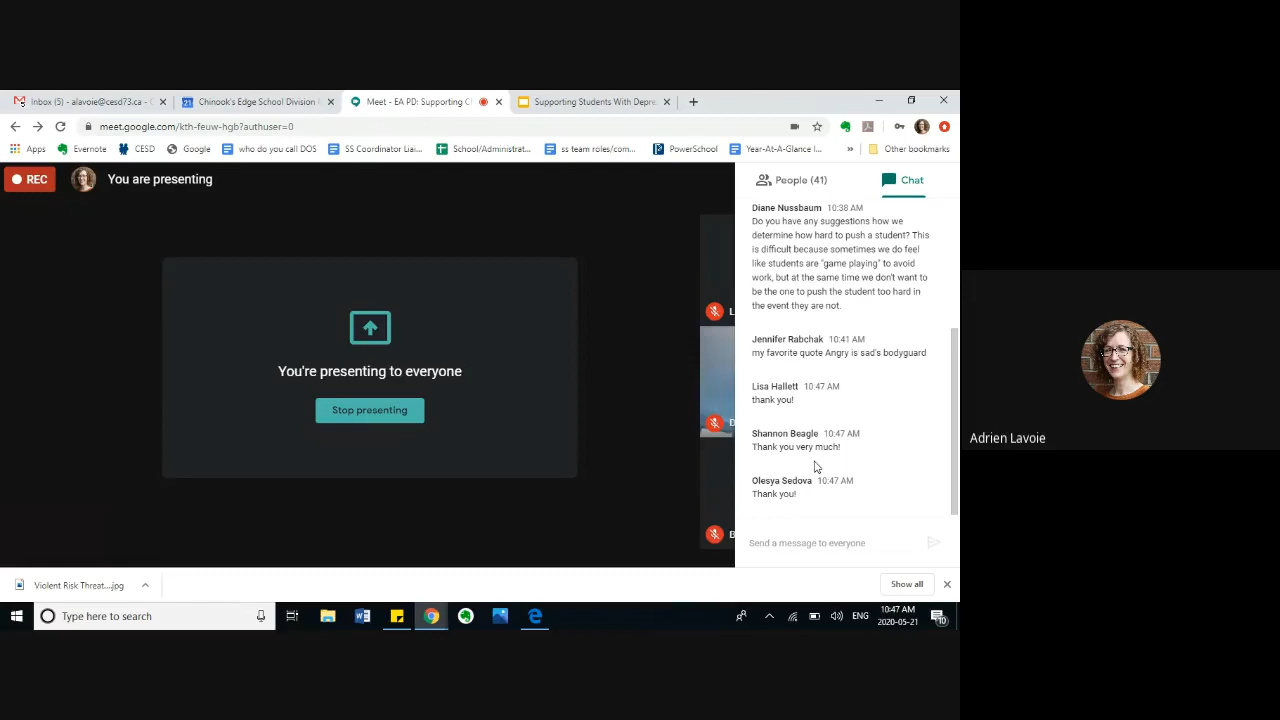 Inbox (5) - alavoie@cesd73.ca - C
Chinook's Edge School Division
Meet - EA PD: Supporting C
Supporting Students With Depre
meet.google.com/kth-feuw-hgb?authuser=0
Apps
Evernote
CESD
Google
who do you call DOS
SS Coordinator Liai...
School/Administrat...
ss team roles/com...
PowerSchool
Year-At-A-Glance I...
Other bookmarks
REC
You are presenting
People (41)
Chat
You're presenting to everyone
Stop presenting
L
D
B
Diane Nussbaum 10:38 AM
Do you have any suggestions how we
determine how hard to push a student? This
is difficult because sometimes we do feel
like students are "game playing" to avoid
work, but at the same time we don't want to
be the one to push the student too hard in
the event they are not.
Jennifer Rabchak 10:41 AM
my favorite quote Angry is sad's bodyguard
Lisa Hallett 10:47 AM
thank you!
Shannon Beagle 10:47 AM
Thank you very much!
Olesya Sedova 10:47 AM
Thank you!
Send a message to everyone
Adrien Lavoie
Violent Risk Threat....jpg
Show all
Type here to search
ENG
10:47 AM
2020-05-21
10